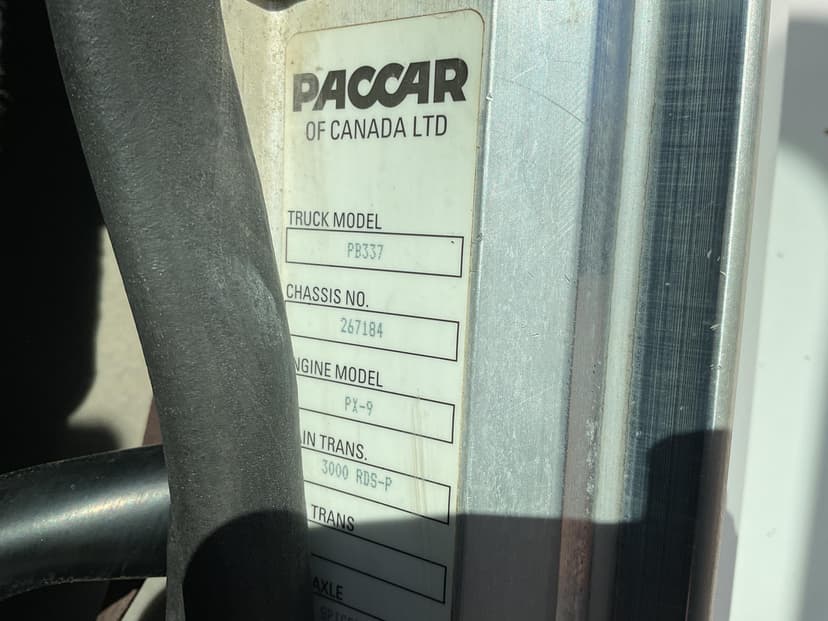 PACCAR
OF CANADA LTD
TRUCK MODEL
PB337
CHASSIS NO.
267184
NGINE MODEL
PX-9
AIN TRANS.
3000 RDS-P
TRANS
AXLE